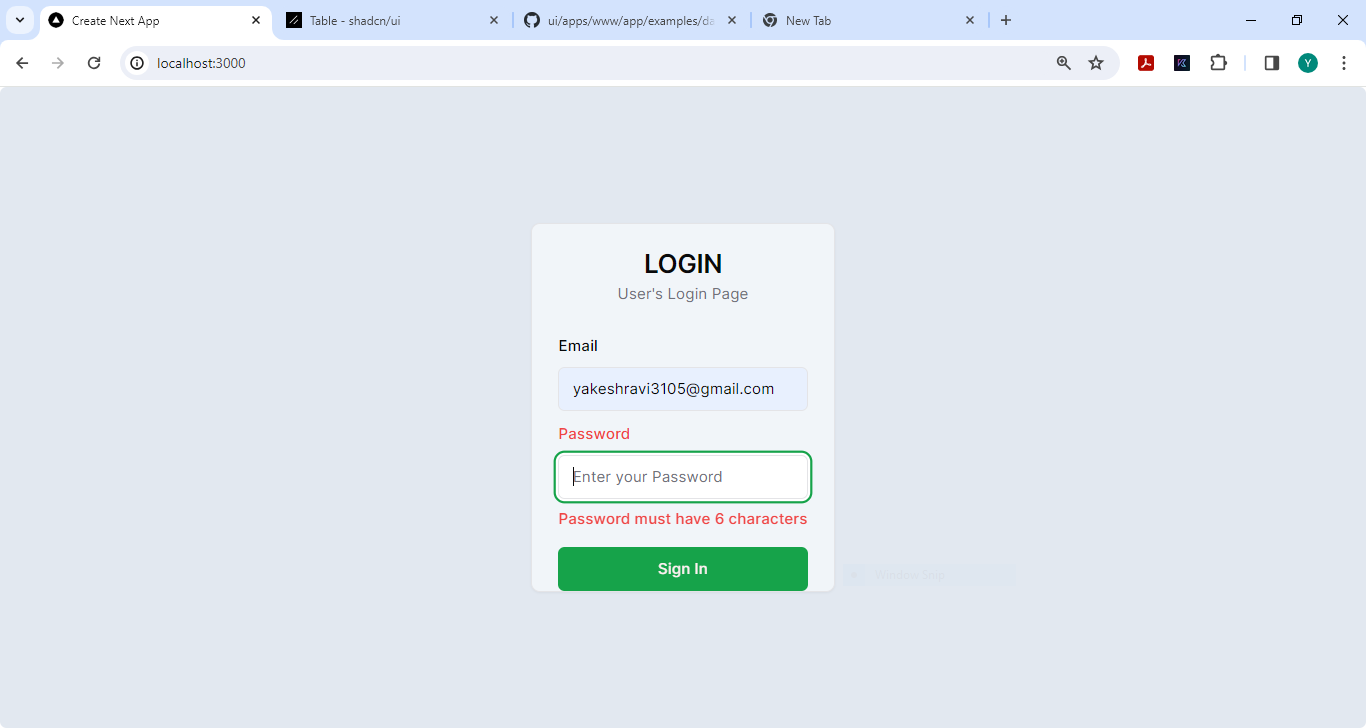 Create Next App
Table - shadcn/ui
ui/apps/www/app/examples/da
New Tab
localhost:3000
Y
LOGIN
User's Login Page
Email
yakeshravi3105@gmail.com
Password
Enter your Password
Password must have 6 characters
Sign In
Window Snip